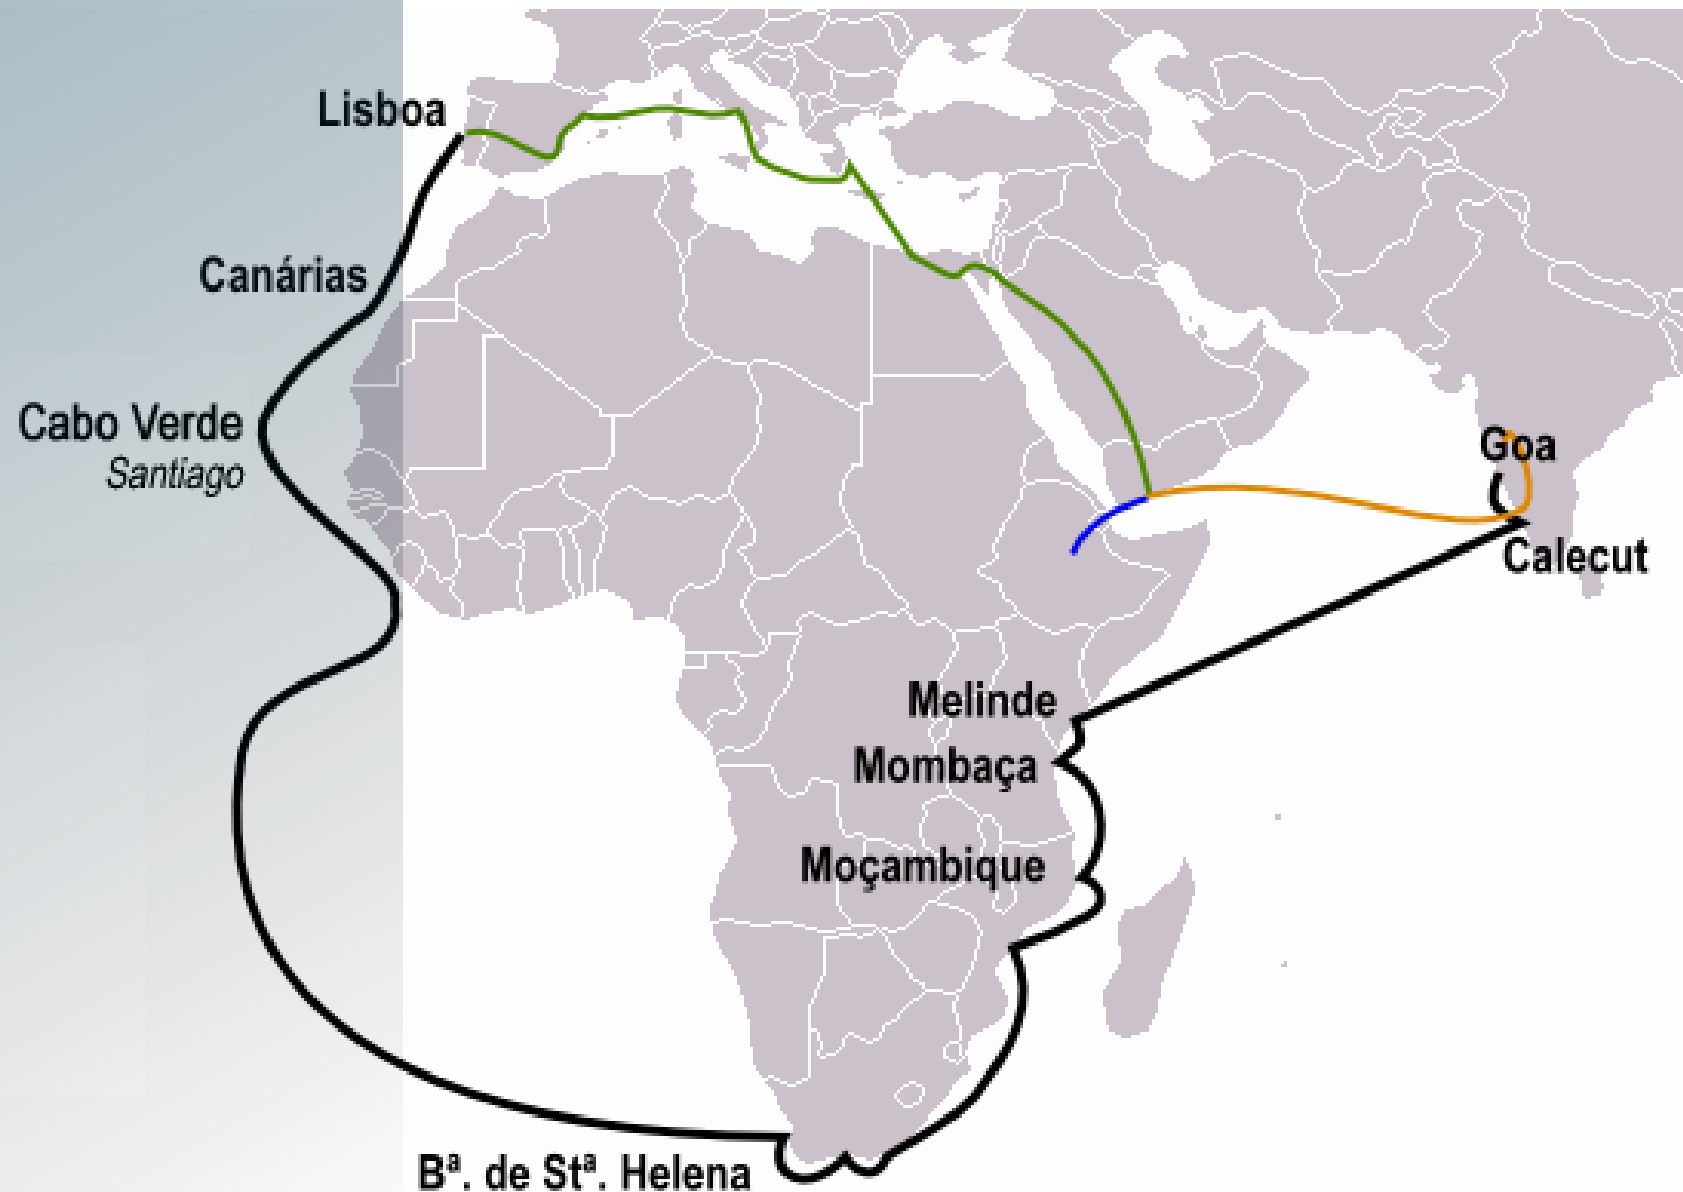 Lisboa
Canárias
Cabo Verde
Santiago
Goa
Calecut
Melinde
Mombaça
Moçambique
Bª. de Stª. Helena